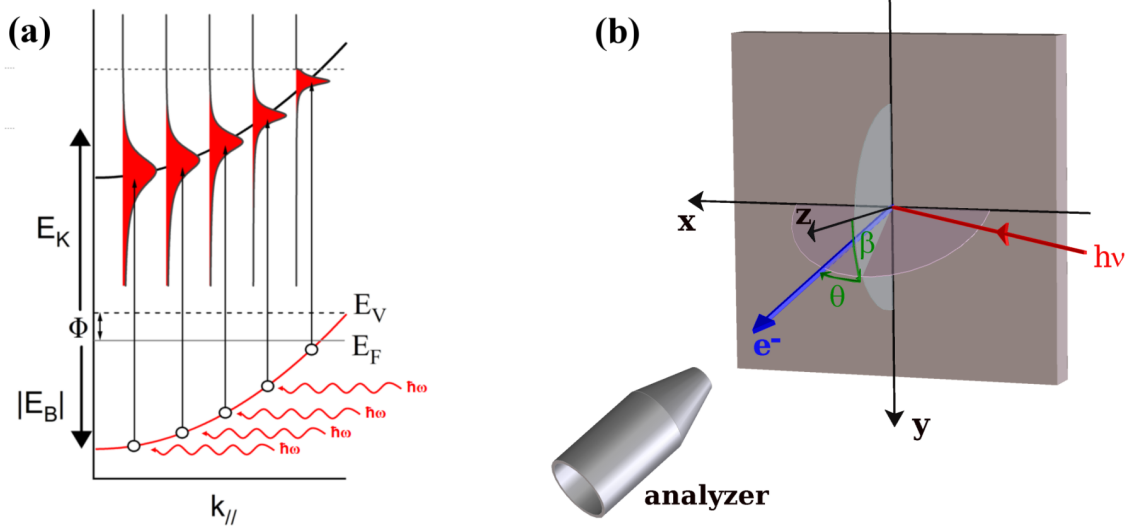 (a)
E_K
Φ
E_V
E_F
|E_B|
ħω
ħω
ħω
ħω
k_//
(b)
x
z
β
θ
hν
e-
y
analyzer